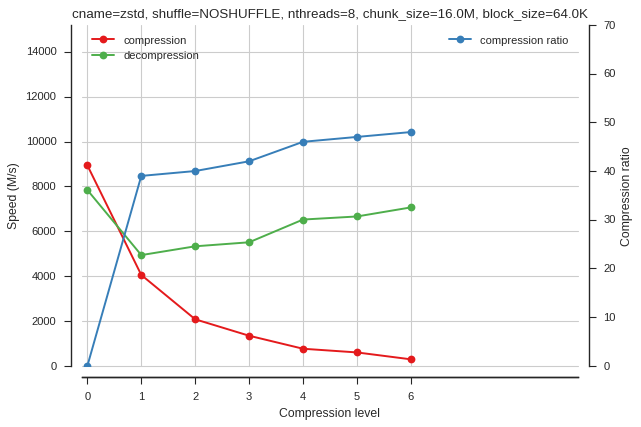 cname=zstd, shuffle=NOSHUFFLE, nthreads=8, chunk_size=16.0M, block_size=64.0K
compression
decompression
compression ratio
Speed (M/s)
14000
12000
10000
8000
6000
4000
2000
0
70
60
50
40
30
20
10
0
Compression ratio
0 1 2 3 4 5 6
Compression level